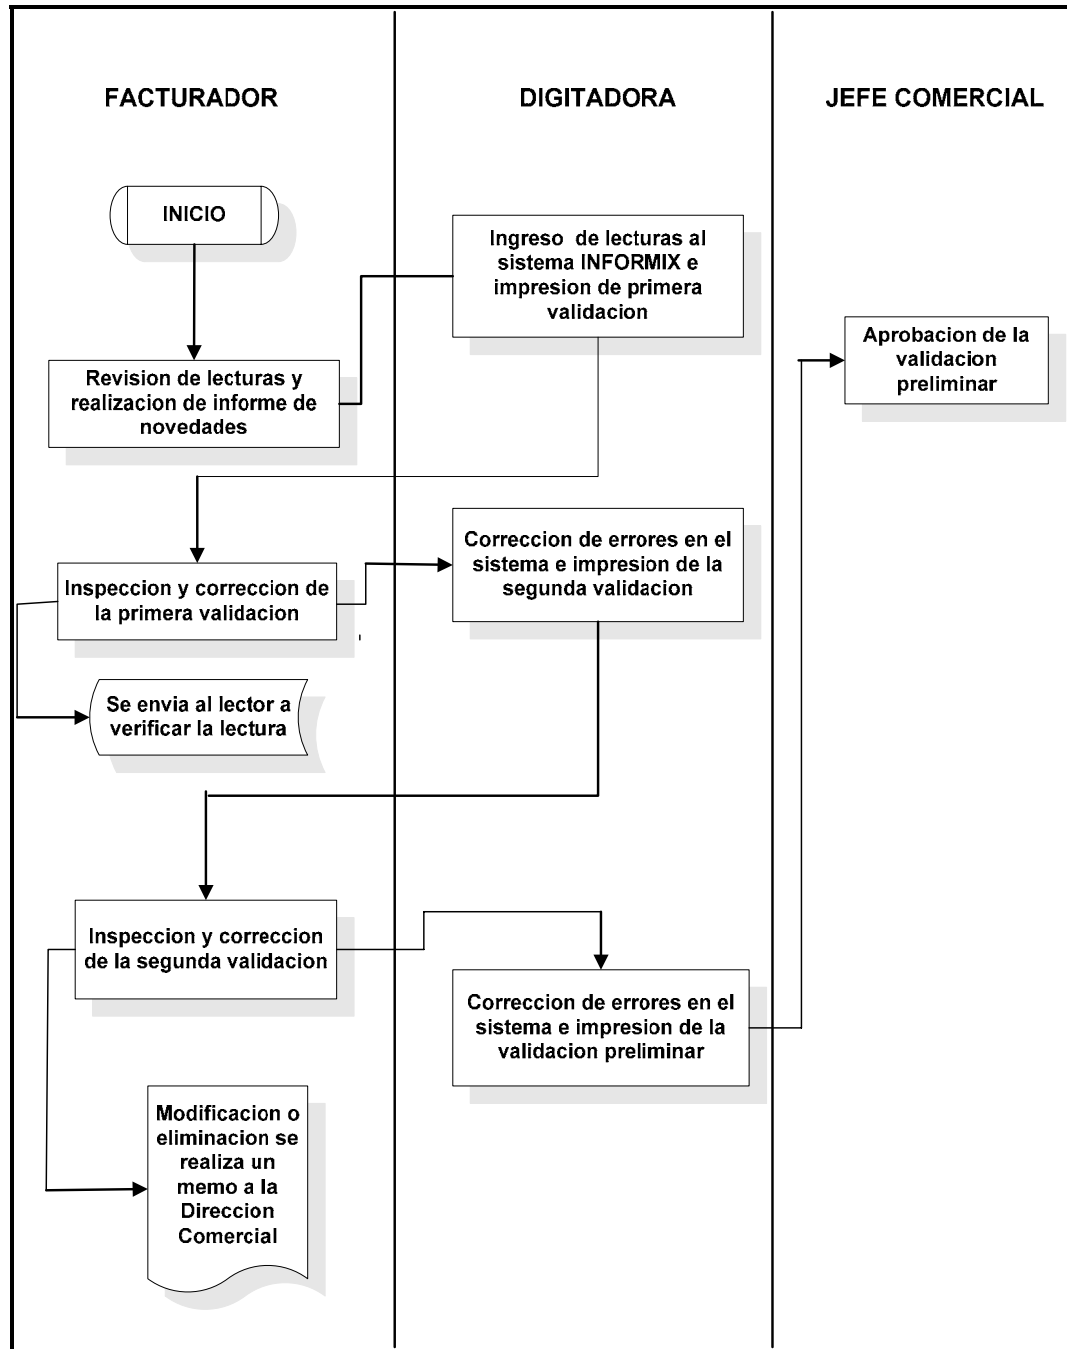 FACTURADOR
DIGITADORA
JEFE COMERCIAL
INICIO
Ingreso de lecturas al
sistema INFORMIX e
impresion de primera
validacion
Aprobacion de la
validacion
preliminar
Revision de lecturas y
realizacion de informe de
novedades
Correccion de errores en el
sistema e impresion de la
segunda validacion
Inspeccion y correccion de
la primera validacion
Se envia al lector a
verificar la lectura
Inspeccion y correccion
de la segunda validacion
Correccion de errores en el
sistema e impresion de la
validacion preliminar
Modificacion o
eliminacion se
realiza un
memo a la
Direccion
Comercial